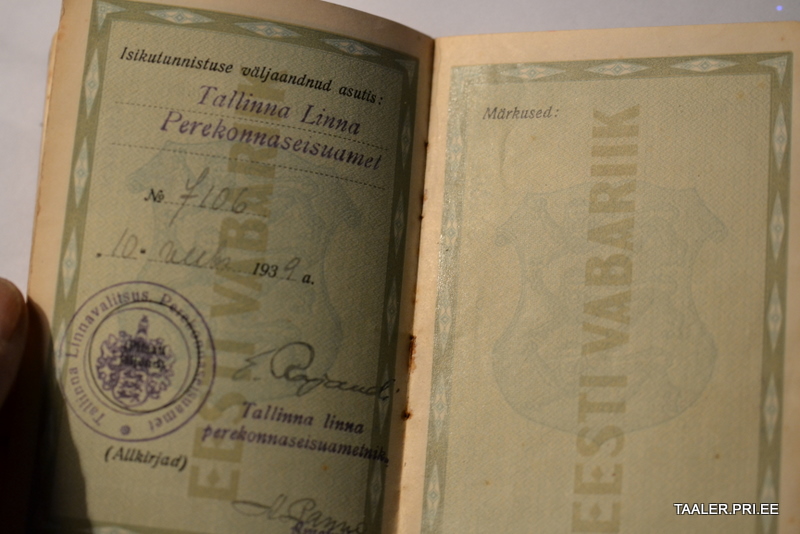 Isikutunnistuse väljaandnud asutis:
Tallinna Linna
Perekonnaseisuamet
№ 7106
10. 1939 a.
Tallinna Linnavalitsus Perekonnaseisuamet
E. Rajandi
Tallinna linna
perekonnaseisuametnik.
(Allkirjad)
EESTI VABARIIK
Märkused:
EESTI VABARIIK
TAALER.PRI.EE